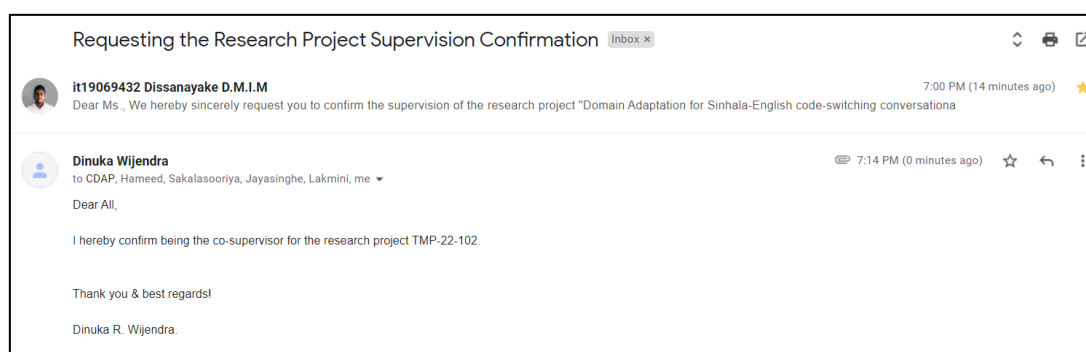 Requesting the Research Project Supervision Confirmation Inbox ×
it19069432 Dissanayake D.M.I.M 7:00 PM (14 minutes ago)
Dear Ms., We hereby sincerely request you to confirm the supervision of the research project "Domain Adaptation for Sinhala-English code-switching conversationa
Dinuka Wijendra 7:14 PM (0 minutes ago)
to CDAP, Hameed, Sakalasooriya, Jayasinghe, Lakmini, me
Dear All,
I hereby confirm being the co-supervisor for the research project TMP-22-102.
Thank you & best regards!
Dinuka R. Wijendra.